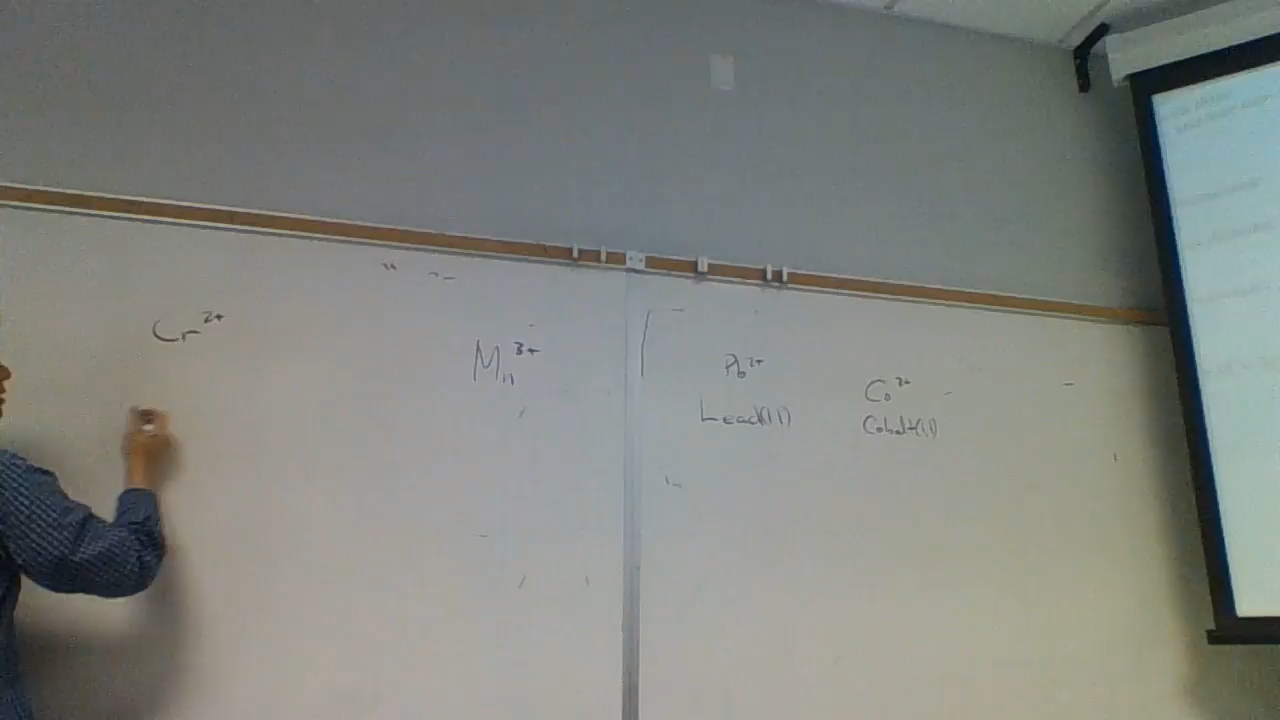 Cr²⁺
Mn³⁺
Pb²⁺
Lead(II)
Co²⁺
Cobalt(II)